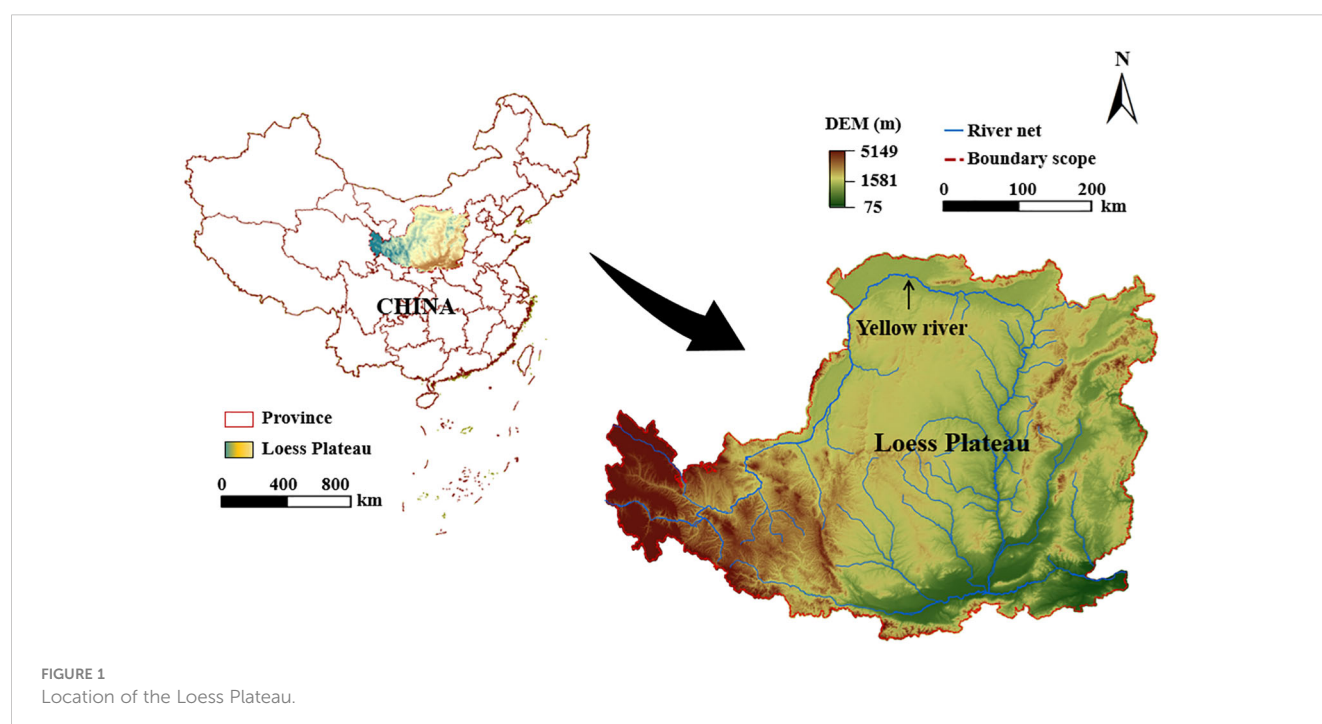 CHINA
Province
Loess Plateau
0 400 800
km
N
DEM (m)
5149
1581
75
River net
Boundary scope
0 100 200
km
Yellow river
Loess Plateau
FIGURE 1
Location of the Loess Plateau.